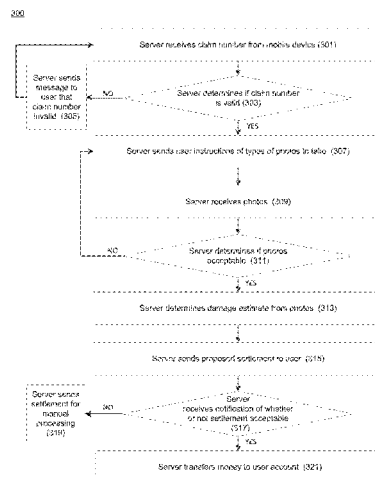 300
Server receives claim number from mobile device (301)
Server sends
message to
user that
claim number
invalid (305)
NO
Server determines if claim number
is valid (303)
YES
Server sends user instructions of types of photos to take (307)
Server receives photos (309)
NO
Server determines if photos
acceptable (311)
YES
Server determines damage estimate from photos (313)
Server sends proposed settlement to user (315)
Server sends
settlement for
manual
processing
(319)
NO
Server
receives notification of whether
or not settlement acceptable
(317)
YES
Server transfers money to user account (321)